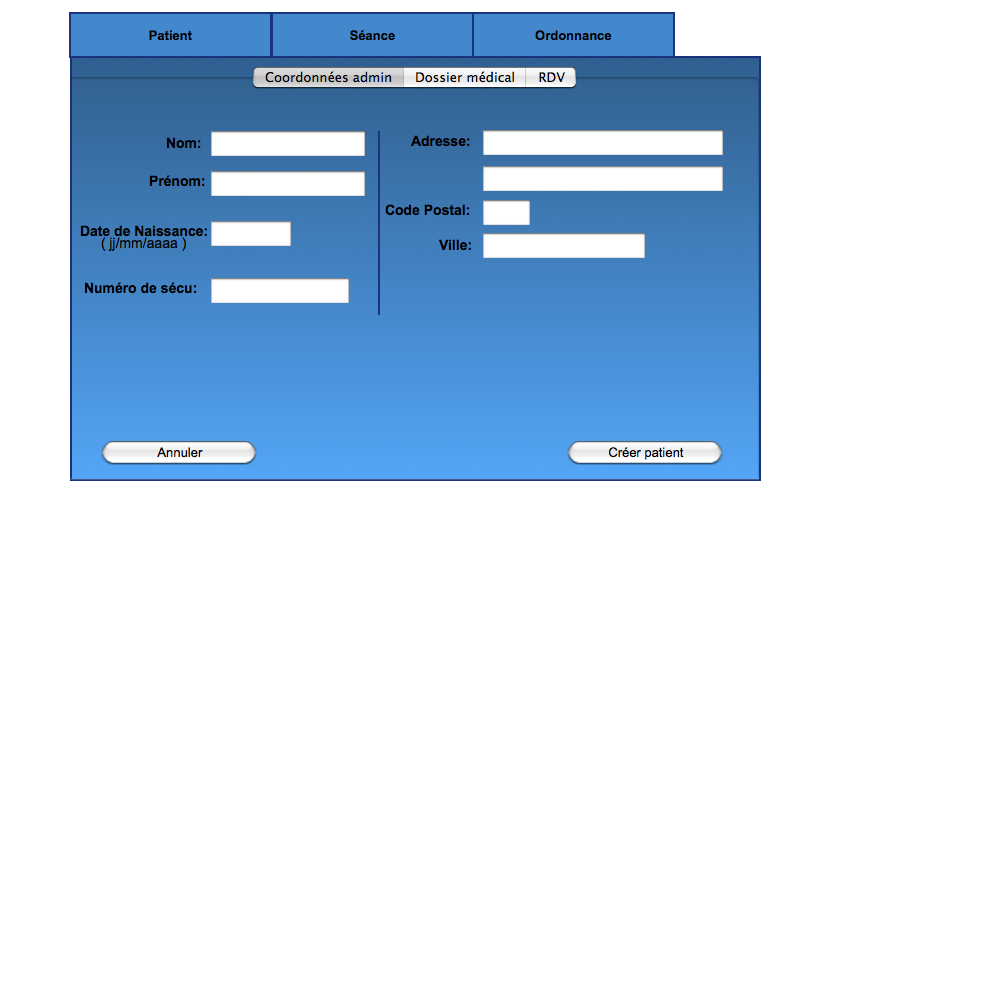 Patient Séance Ordonnance
Coordonnées admin Dossier médical RDV
Nom:
Prénom:
Date de Naissance:
( jj/mm/aaaa )
Numéro de sécu:
Adresse:
Code Postal:
Ville:
Annuler Créer patient